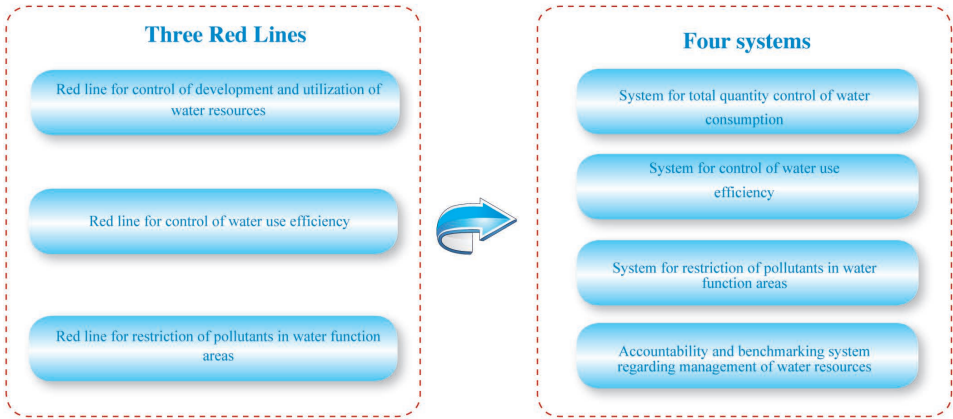 Three Red Lines
Red line for control of development and utilization of
water resources
Red line for control of water use efficiency
Red line for restriction of pollutants in water function
areas
Four systems
System for total quantity control of water
consumption
System for control of water use
efficiency
System for restriction of pollutants in water
function areas
Accountability and benchmarking system
regarding management of water resources